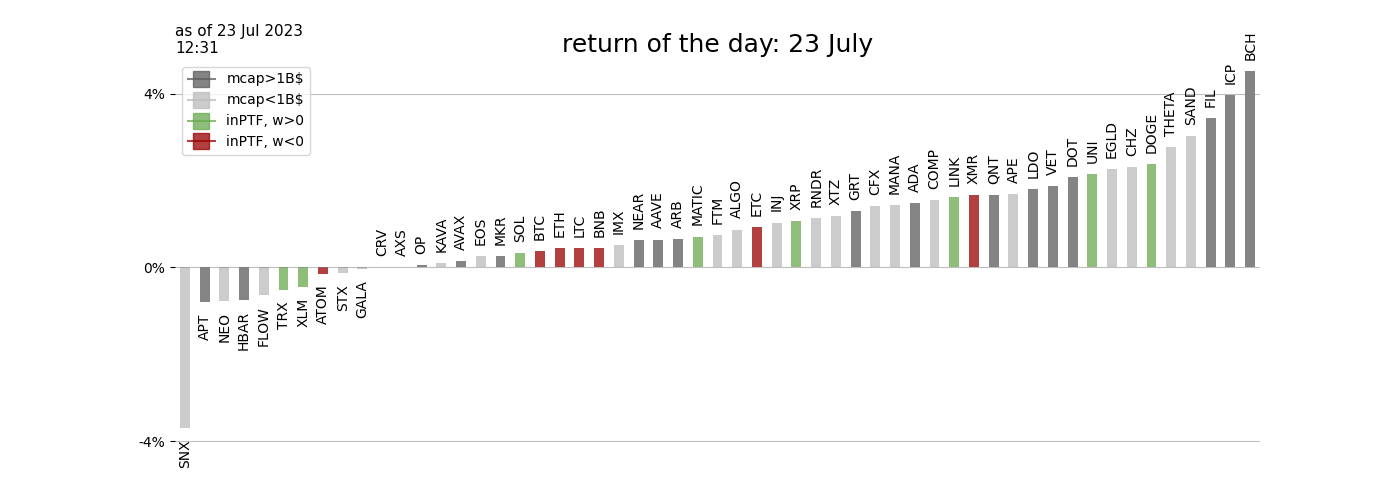 as of 23 Jul 2023
12:31
return of the day: 23 July
mcap>1B$
mcap<1B$
inPTF, w>0
inPTF, w<0
4%
0%
-4%
SNX
APT
NEO
HBAR
FLOW
TRX
XLM
ATOM
STX
GALA
CRV
AXS
OP
KAVA
AVAX
EOS
MKR
SOL
BTC
ETH
LTC
BNB
IMX
NEAR
AAVE
ARB
MATIC
FTM
ALGO
ETC
INJ
XRP
RNDR
XTZ
GRT
CFX
MANA
ADA
COMP
LINK
XMR
QNT
APE
LDO
VET
DOT
UNI
EGLD
CHZ
DOGE
THETA
SAND
FIL
ICP
BCH